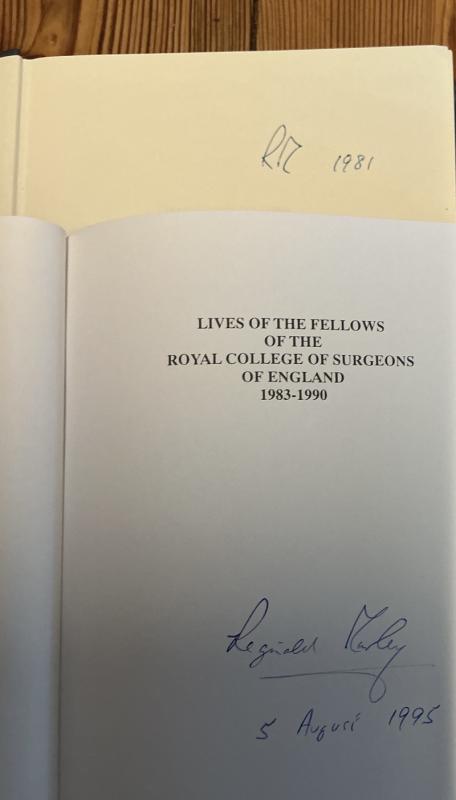 RM 1981
LIVES OF THE FELLOWS
OF THE
ROYAL COLLEGE OF SURGEONS
OF ENGLAND
1983-1990
Reginald Murley
5 August 1995